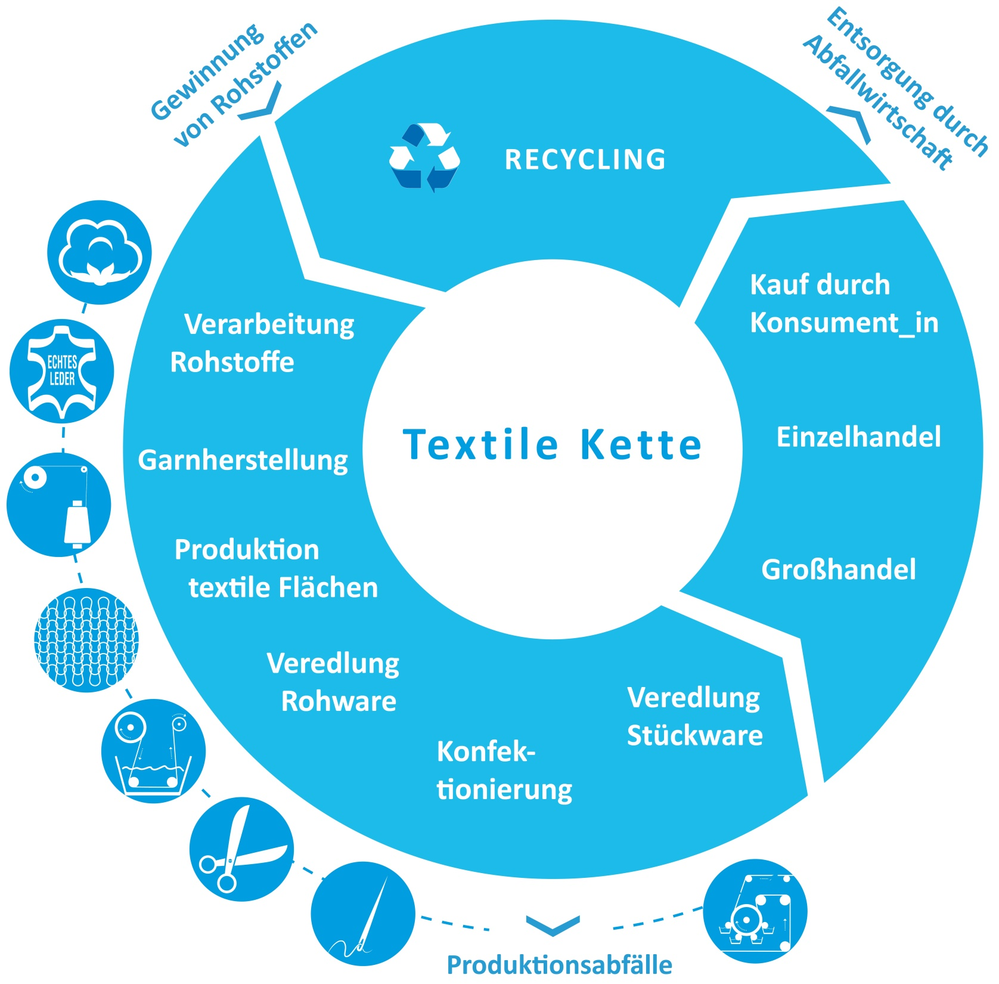 Gewinnung
von Rohstoffen
Entsorgung durch
Abfallwirtschaft
RECYCLING
Kauf durch
Konsument_in
Verarbeitung
Rohstoffe
ECHTES
LEDER
Einzelhandel
Textile Kette
Garnherstellung
Produktion
textile Flächen
Großhandel
Veredlung
Rohware
Veredlung
Stückware
Konfek-
tionierung
Produktionsabfälle